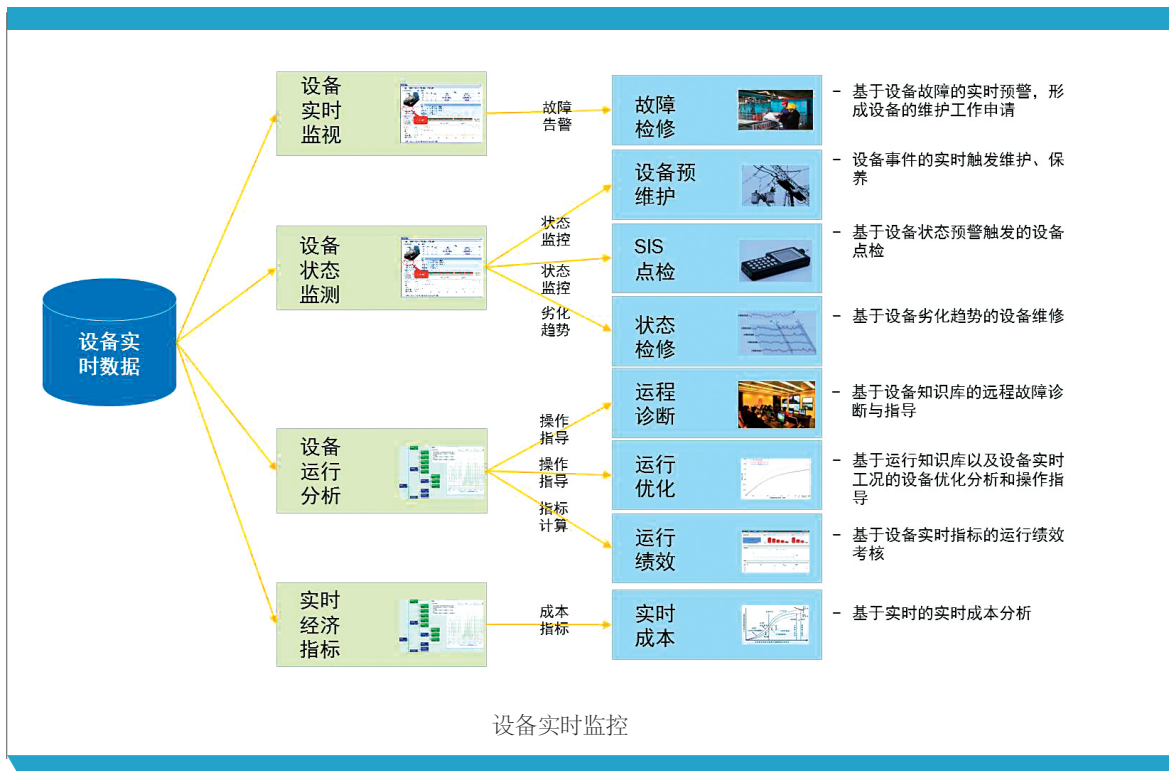 设备
实时
监视
故障
告警
故障
检修
– 基于设备故障的实时预警，形
成设备的维护工作申请
设备预
维护
– 设备事件的实时触发维护、保
养
设备
状态
监测
状态
监控
状态
监控
劣化
趋势
SIS
点检
– 基于设备状态预警触发的设备
点检
状态
检修
– 基于设备劣化趋势的设备维修
设备实
时数据
设备
运行
分析
操作
指导
操作
指导
指标
计算
运程
诊断
– 基于设备知识库的远程故障诊
断与指导
运行
优化
– 基于运行知识库以及设备实时
工况的设备优化分析和操作指
导
运行
绩效
– 基于设备实时指标的运行绩效
考核
实时
经济
指标
成本
指标
实时
成本
– 基于实时的实时成本分析
设备实时监控